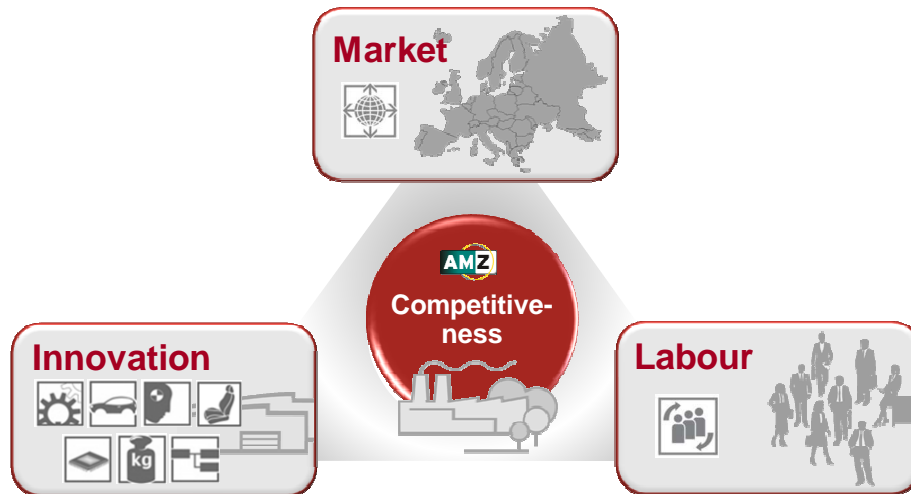 Market
AMZ
Competitive-
ness
Innovation
kg
Labour